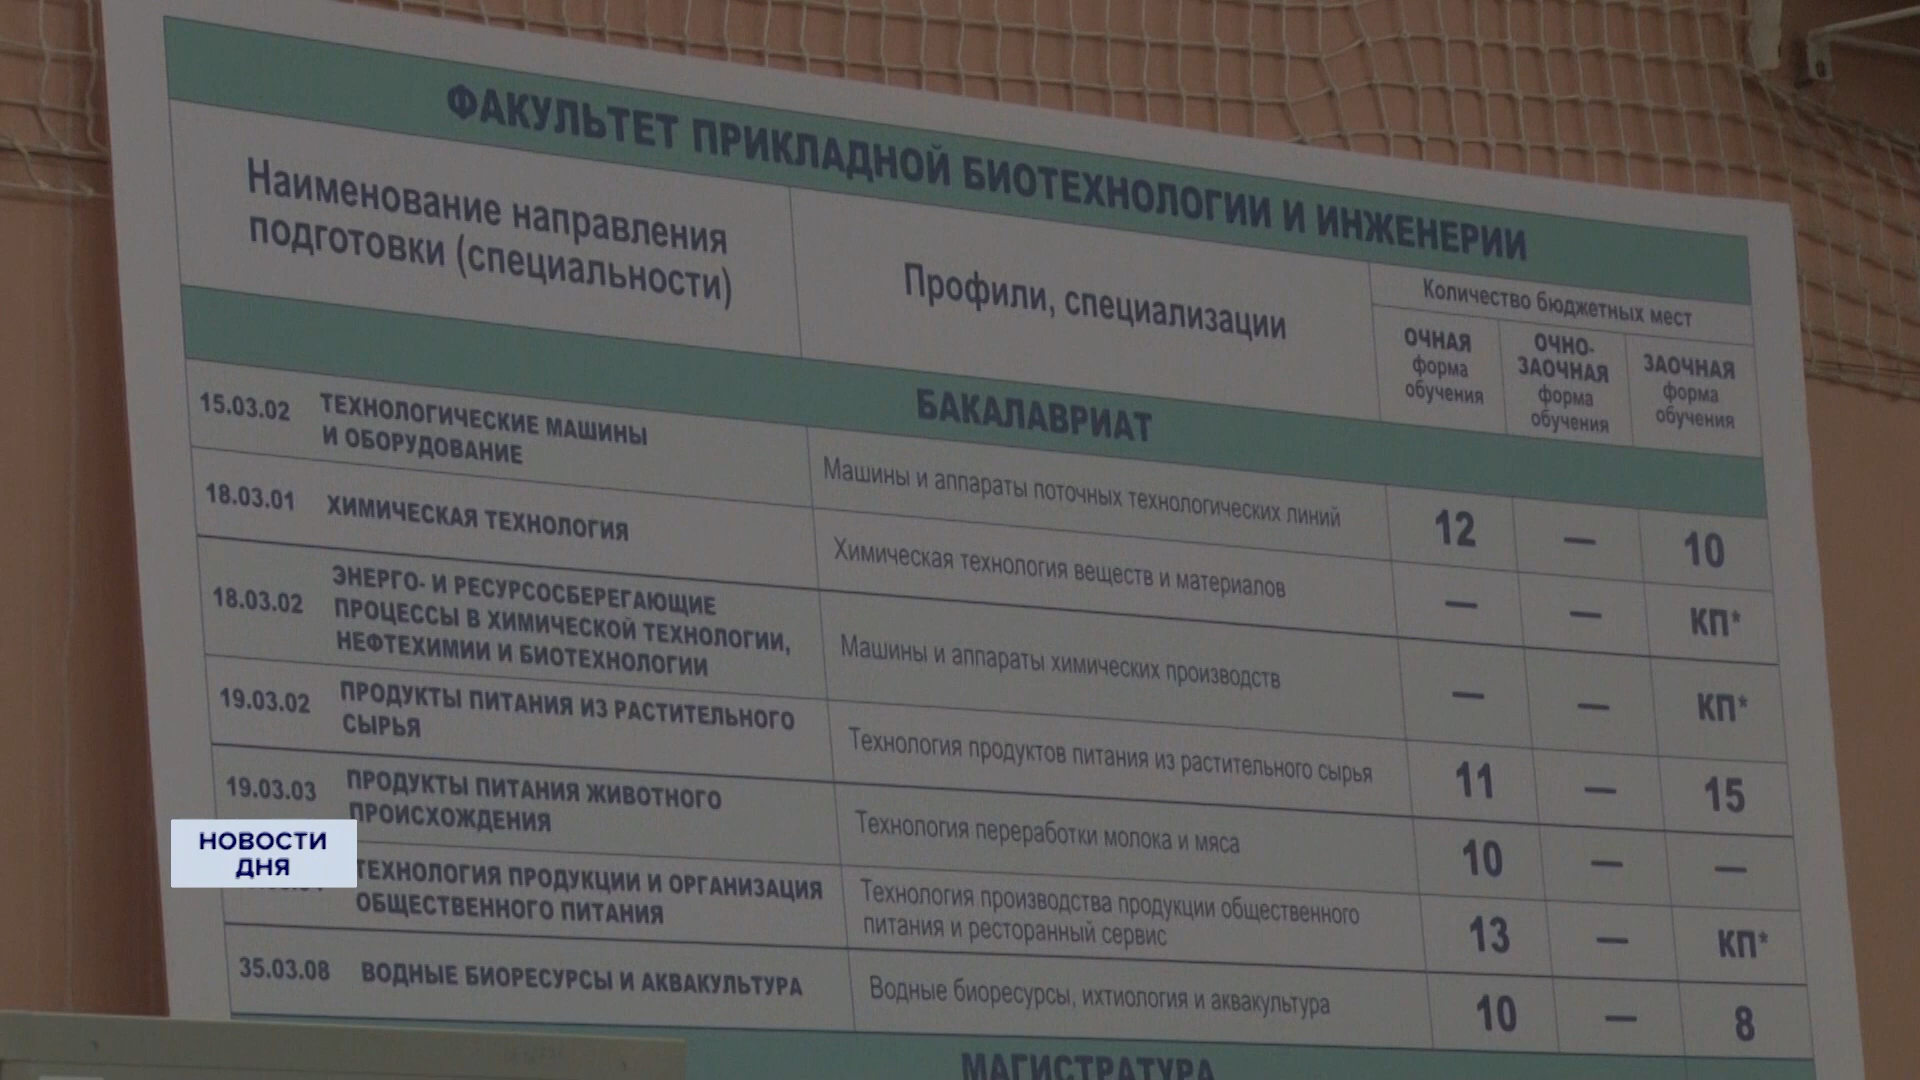 ФАКУЛЬТЕТ ПРИКЛАДНОЙ БИОТЕХНОЛОГИИ И ИНЖЕНЕРИИ
Наименование направления
подготовки (специальности)
Профили, специализации
Количество бюджетных мест
ОЧНАЯ
форма
обучения
ОЧНО-
ЗАОЧНАЯ
форма
обучения
ЗАОЧНАЯ
форма
обучения
БАКАЛАВРИАТ
15.03.02 ТЕХНОЛОГИЧЕСКИЕ МАШИНЫ
И ОБОРУДОВАНИЕ
Машины и аппараты поточных технологических линий
12 — 10
18.03.01 ХИМИЧЕСКАЯ ТЕХНОЛОГИЯ
Химическая технология веществ и материалов
— — КП*
18.03.02 ЭНЕРГО- И РЕСУРСОСБЕРЕГАЮЩИЕ
ПРОЦЕССЫ В ХИМИЧЕСКОЙ ТЕХНОЛОГИИ,
НЕФТЕХИМИИ И БИОТЕХНОЛОГИИ
Машины и аппараты химических производств
— — КП*
19.03.02 ПРОДУКТЫ ПИТАНИЯ ИЗ РАСТИТЕЛЬНОГО
СЫРЬЯ
Технология продуктов питания из растительного сырья
11 — 15
19.03.03 ПРОДУКТЫ ПИТАНИЯ ЖИВОТНОГО
ПРОИСХОЖДЕНИЯ
Технология переработки молока и мяса
10 — —
ТЕХНОЛОГИЯ ПРОДУКЦИИ И ОРГАНИЗАЦИЯ
ОБЩЕСТВЕННОГО ПИТАНИЯ
Технология производства продукции общественного
питания и ресторанный сервис
13 — КП*
35.03.08 ВОДНЫЕ БИОРЕСУРСЫ И АКВАКУЛЬТУРА
Водные биоресурсы, ихтиология и аквакультура
10 — 8
МАГИСТРАТУРА
НОВОСТИ
ДНЯ